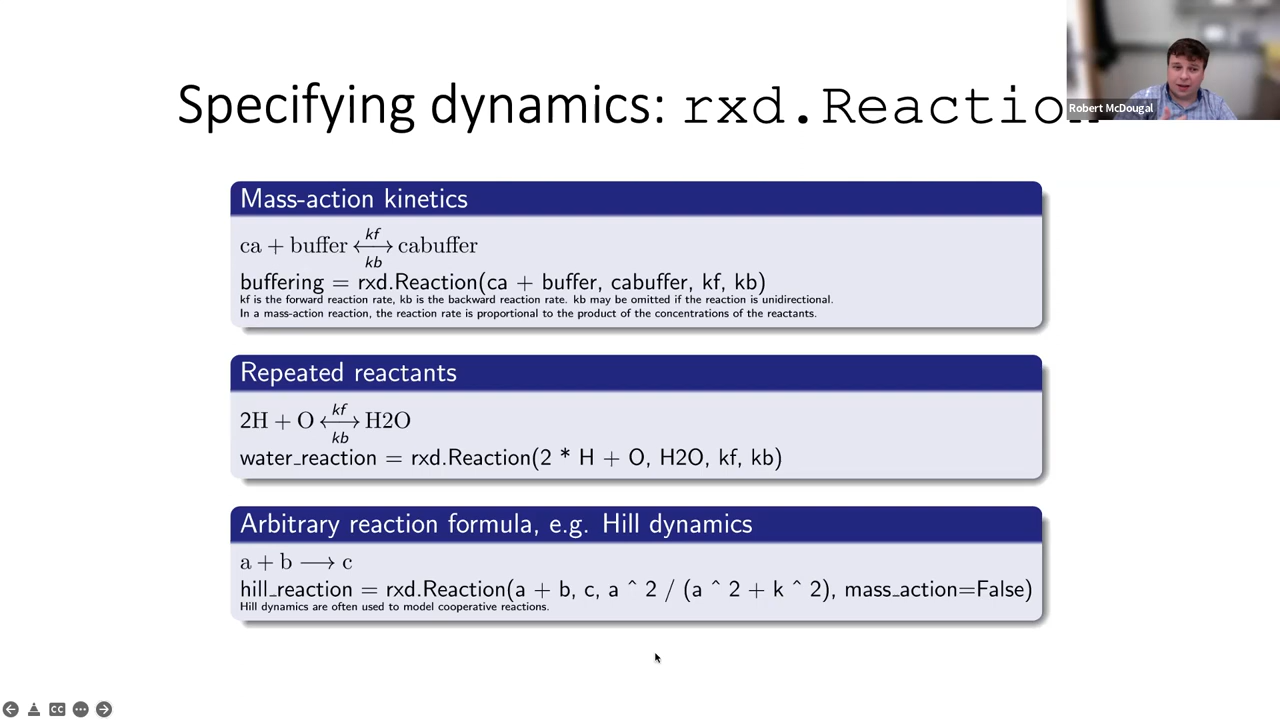 Specifying dynamics: rxd.Reaction
Robert McDougal
Mass-action kinetics
kf
ca + buffer ⟷ cabuffer
kb
buffering = rxd.Reaction(ca + buffer, cabuffer, kf, kb)
kf is the forward reaction rate, kb is the backward reaction rate. kb may be omitted if the reaction is unidirectional.
In a mass-action reaction, the reaction rate is proportional to the product of the concentrations of the reactants.
Repeated reactants
kf
2H + O ⟷ H2O
kb
water_reaction = rxd.Reaction(2 * H + O, H2O, kf, kb)
Arbitrary reaction formula, e.g. Hill dynamics
a + b ⟶ c
hill_reaction = rxd.Reaction(a + b, c, a ^ 2 / (a ^ 2 + k ^ 2), mass_action=False)
Hill dynamics are often used to model cooperative reactions.
CC